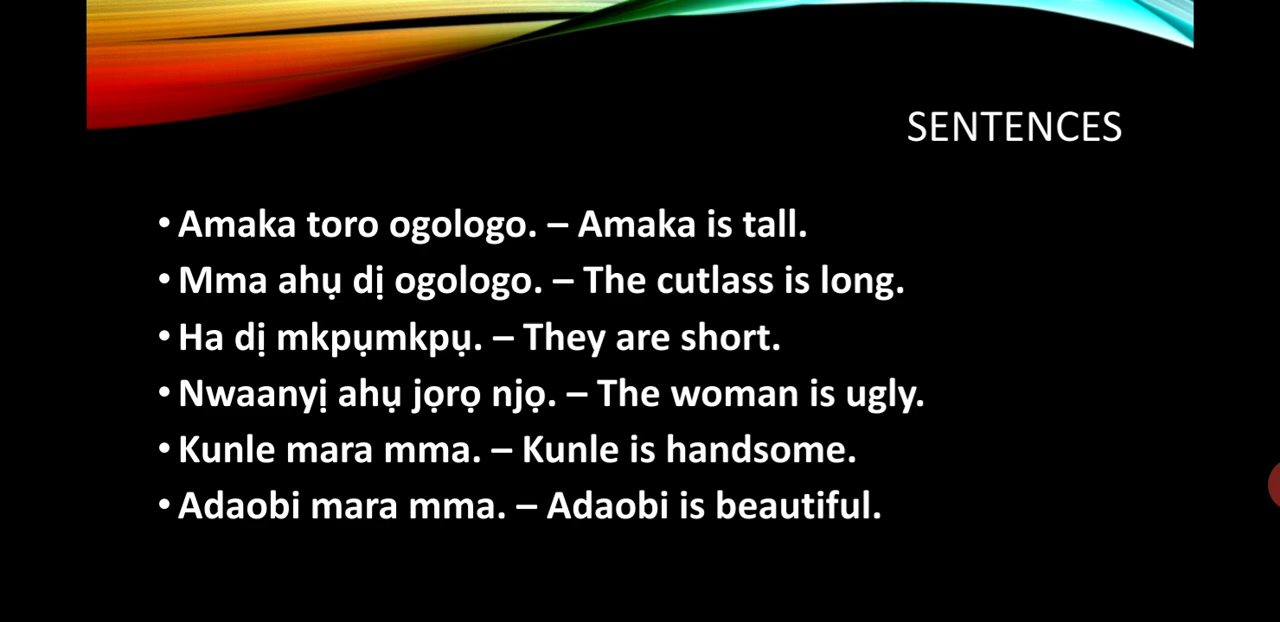 SENTENCES
• Amaka toro ogologo. – Amaka is tall.
• Mma ahụ dị ogologo. – The cutlass is long.
• Ha dị mkpụmkpụ. – They are short.
• Nwaanyị ahụ jọrọ njọ. – The woman is ugly.
• Kunle mara mma. – Kunle is handsome.
• Adaobi mara mma. – Adaobi is beautiful.